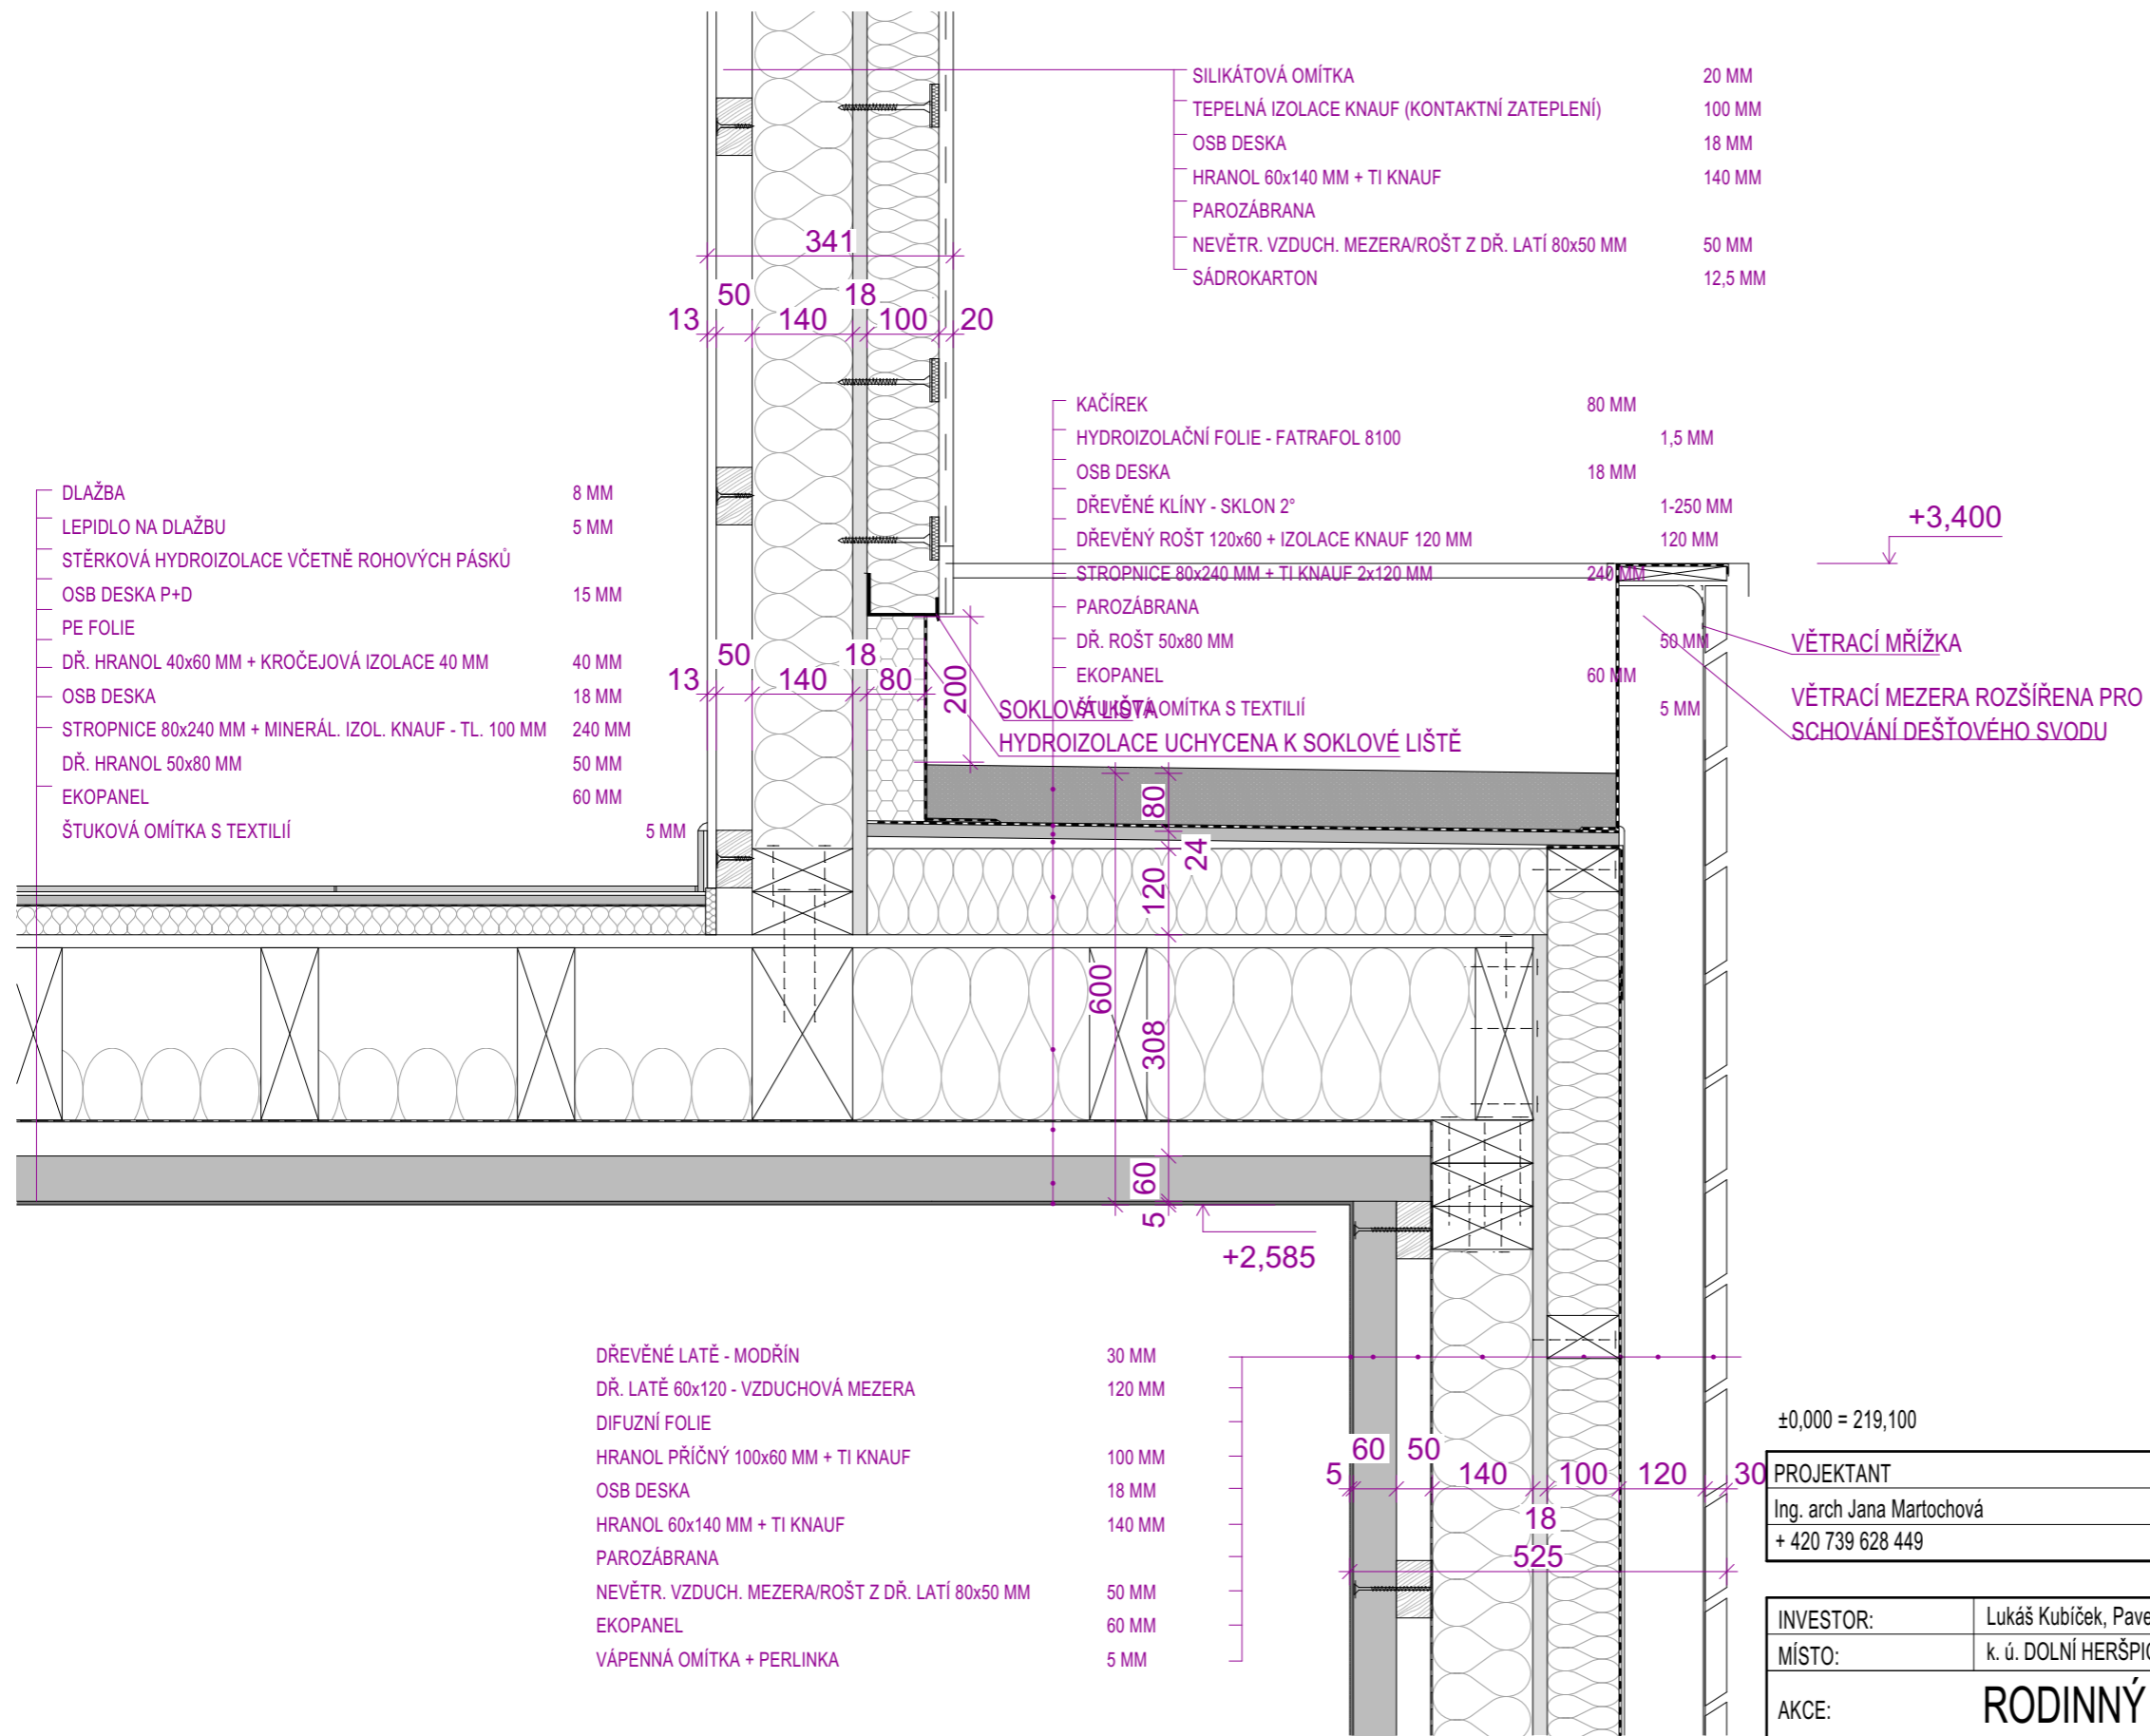 SILIKÁTOVÁ OMÍTKA 20 MM
TEPELNÁ IZOLACE KNAUF (KONTAKTNÍ ZATEPLENÍ) 100 MM
OSB DESKA 18 MM
HRANOL 60x140 MM + TI KNAUF 140 MM
PAROZÁBRANA
NEVĚTR. VZDUCH. MEZERA/ROŠT Z DŘ. LATÍ 80x50 MM 50 MM
SÁDROKARTON 12,5 MM
341
50 18
13 140 100 20
KAČÍREK 80 MM
HYDROIZOLAČNÍ FOLIE - FATRAFOL 8100 1,5 MM
OSB DESKA 18 MM
DŘEVĚNÉ KLÍNY - SKLON 2° 1-250 MM
DŘEVĚNÝ ROŠT 120x60 + IZOLACE KNAUF 120 MM 120 MM
STROPNICE 80x240 MM + TI KNAUF 2x120 MM 240 MM
PAROZÁBRANA
DŘ. ROŠT 50x80 MM 50 MM
EKOPANEL 60 MM
ŠTUKOVÁ OMÍTKA S TEXTILIÍ 5 MM
SOKLOVÁ LIŠTA
HYDROIZOLACE UCHYCENA K SOKLOVÉ LIŠTĚ
+3,400
VĚTRACÍ MŘÍŽKA
VĚTRACÍ MEZERA ROZŠÍŘENA PRO
SCHOVÁNÍ DEŠŤOVÉHO SVODU
DLAŽBA 8 MM
LEPIDLO NA DLAŽBU 5 MM
STĚRKOVÁ HYDROIZOLACE VČETNĚ ROHOVÝCH PÁSKŮ
OSB DESKA P+D 15 MM
PE FOLIE
DŘ. HRANOL 40x60 MM + KROČEJOVÁ IZOLACE 40 MM 40 MM
OSB DESKA 18 MM
STROPNICE 80x240 MM + MINERÁL. IZOL. KNAUF - TL. 100 MM 240 MM
DŘ. HRANOL 50x80 MM 50 MM
EKOPANEL 60 MM
ŠTUKOVÁ OMÍTKA S TEXTILIÍ 5 MM
50 18
13 140 80
200
80
24
120
600
308
60
5
+2,585
DŘEVĚNÉ LATĚ - MODŘÍN 30 MM
DŘ. LATĚ 60x120 - VZDUCHOVÁ MEZERA 120 MM
DIFUZNÍ FOLIE
HRANOL PŘÍČNÝ 100x60 MM + TI KNAUF 100 MM
OSB DESKA 18 MM
HRANOL 60x140 MM + TI KNAUF 140 MM
PAROZÁBRANA
NEVĚTR. VZDUCH. MEZERA/ROŠT Z DŘ. LATÍ 80x50 MM 50 MM
EKOPANEL 60 MM
VÁPENNÁ OMÍTKA + PERLINKA 5 MM
60 50
5 140 100 120 30
18
525
±0,000 = 219,100
PROJEKTANT
Ing. arch Jana Martochová
+ 420 739 628 449
INVESTOR: Lukáš Kubíček, Pave
MÍSTO: k. ú. DOLNÍ HERŠPIC
AKCE: RODINNÝ